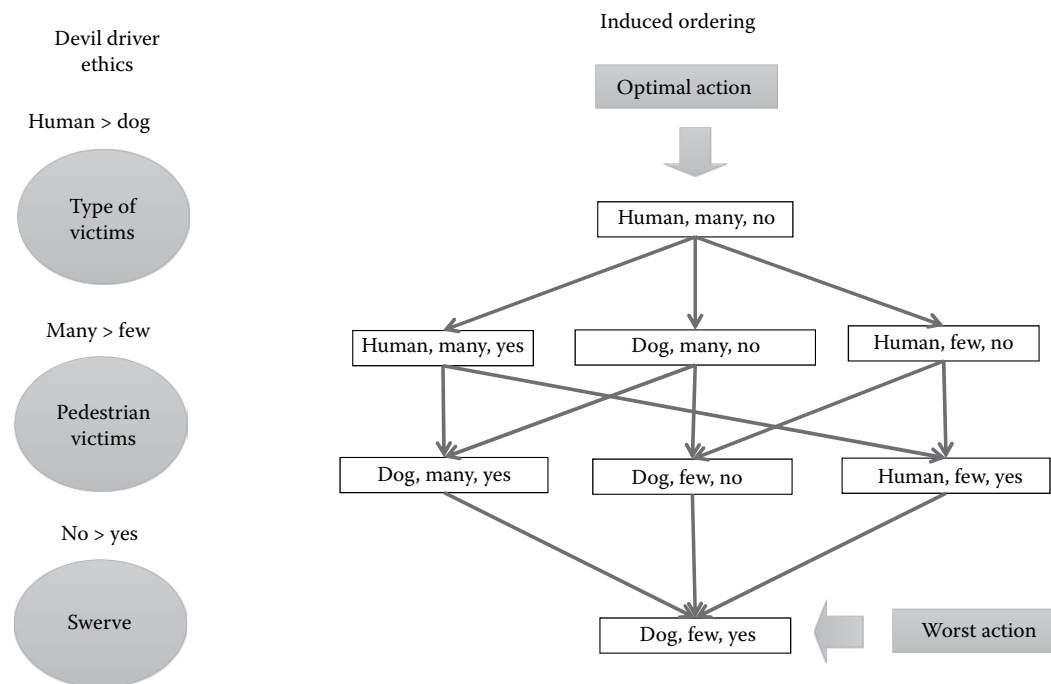 Devil driver
ethics
Human > dog
Type of
victims
Many > few
Pedestrian
victims
No > yes
Swerve
Induced ordering
Optimal action
Human, many, no
Human, many, yes
Dog, many, no
Human, few, no
Dog, many, yes
Dog, few, no
Human, few, yes
Dog, few, yes
Worst action